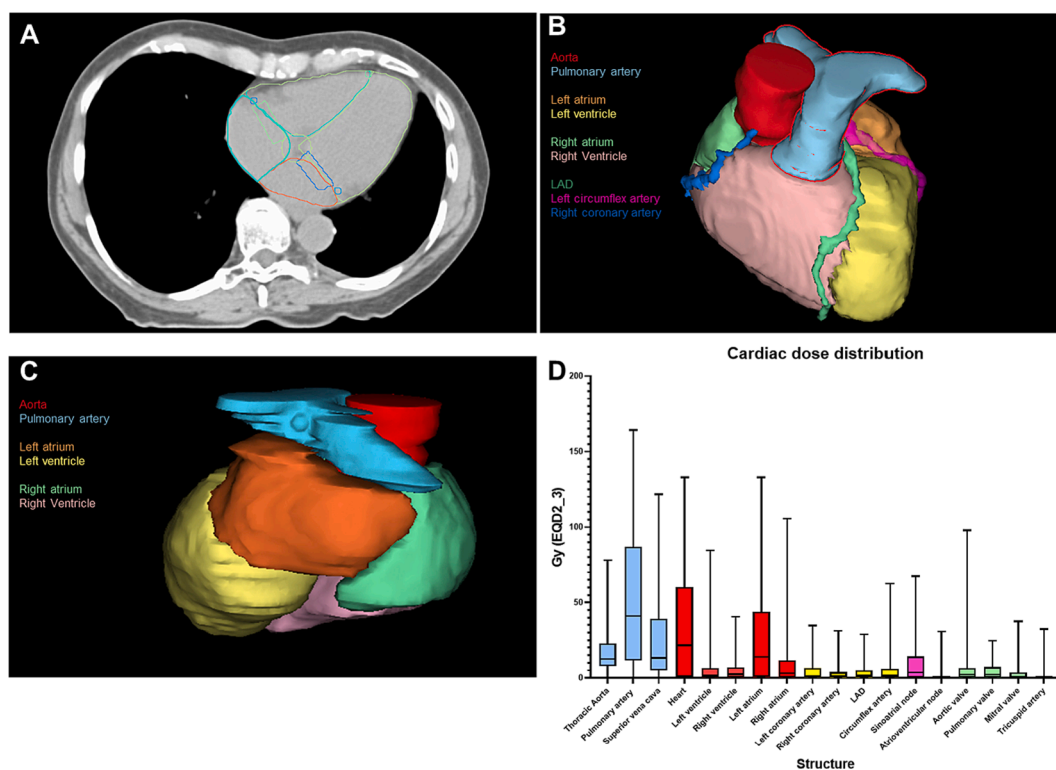 A
B
Aorta
Pulmonary artery
Left atrium
Left ventricle
Right atrium
Right Ventricle
LAD
Left circumflex artery
Right coronary artery
C
Aorta
Pulmonary artery
Left atrium
Left ventricle
Right atrium
Right Ventricle
D
Cardiac dose distribution
Gy (EQD2_3)
200
150
100
50
0
Thoracic Aorta
Pulmonary artery
Superior vena cava
Heart
Left ventricle
Right ventricle
Left atrium
Right atrium
Left coronary artery
Right coronary artery
LAD
Circumflex artery
Sinoatrial node
Atrioventricular node
Aortic valve
Pulmonary valve
Mitral valve
Tricuspid artery
Structure